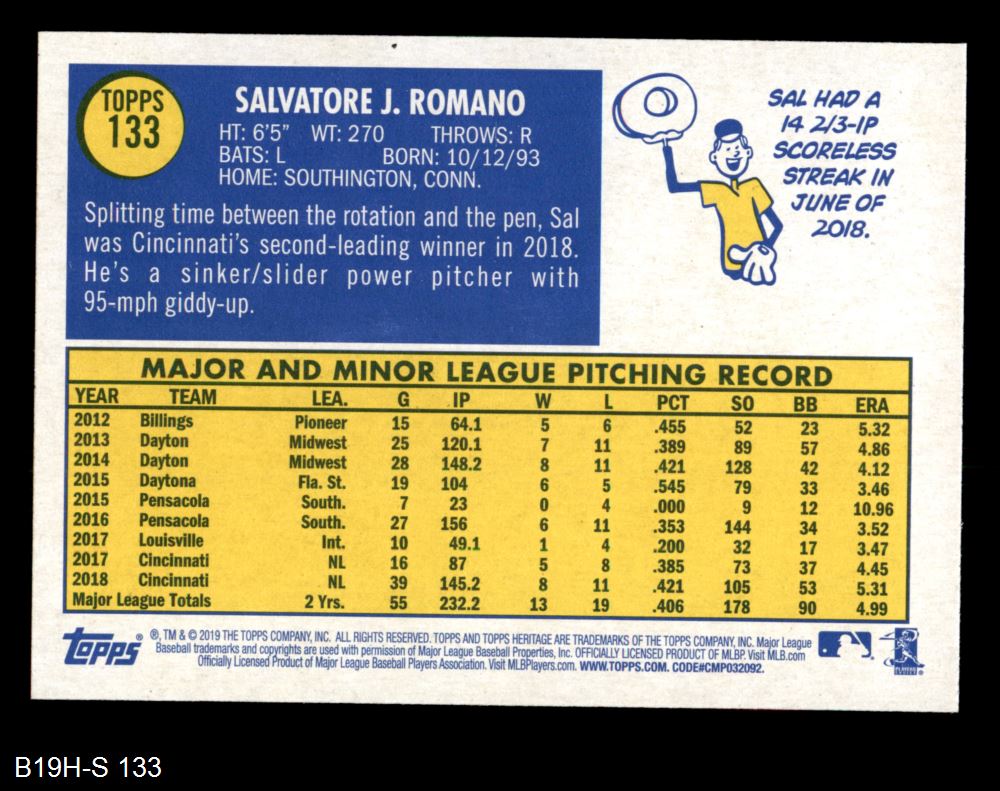 TOPPS
133
SALVATORE J. ROMANO
HT: 6'5" WT: 270 THROWS: R
BATS: L BORN: 10/12/93
HOME: SOUTHINGTON, CONN.
Splitting time between the rotation and the pen, Sal
was Cincinnati's second-leading winner in 2018.
He's a sinker/slider power pitcher with
95-mph giddy-up.
SAL HAD A
14 2/3-IP
SCORELESS
STREAK IN
JUNE OF
2018.
MAJOR AND MINOR LEAGUE PITCHING RECORD
YEAR TEAM LEA. G IP W L PCT SO BB ERA
2012 Billings Pioneer 15 64.1 5 6 .455 52 23 5.32
2013 Dayton Midwest 25 120.1 7 11 .389 89 57 4.86
2014 Dayton Midwest 28 148.2 8 11 .421 128 42 4.12
2015 Daytona Fla. St. 19 104 6 5 .545 79 33 3.46
2015 Pensacola South. 7 23 0 4 .000 9 12 10.96
2016 Pensacola South. 27 156 6 11 .353 144 34 3.52
2017 Louisville Int. 10 49.1 1 4 .200 32 17 3.47
2017 Cincinnati NL 16 87 5 8 .385 73 37 4.45
2018 Cincinnati NL 39 145.2 8 11 .421 105 53 5.31
Major League Totals 2 Yrs. 55 232.2 13 19 .406 178 90 4.99
Topps ®
®, TM & © 2019 THE TOPPS COMPANY, INC. ALL RIGHTS RESERVED. TOPPS AND TOPPS HERITAGE ARE TRADEMARKS OF THE TOPPS COMPANY, INC. Major League
Baseball trademarks and copyrights are used with permission of Major League Baseball Properties, Inc. OFFICIALLY LICENSED PRODUCT OF MLBP. Visit MLB.com
Officially Licensed Product of Major League Baseball Players Association. Visit MLBPlayers.com. WWW.TOPPS.COM. CODE#CMP032092.
B19H-S 133